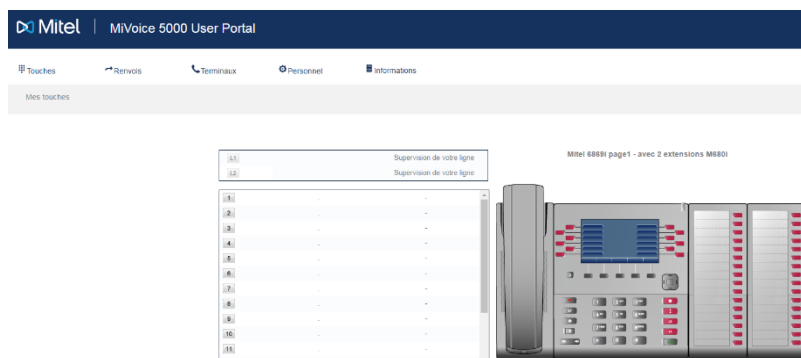 Mitel | MiVoice 5000 User Portal
Touches Renvois Terminaux Personnel Informations
Mes touches
L1 Supervision de votre ligne
L2 Supervision de votre ligne
Mitel 6869i page1 - avec 2 extensions M680i
1 - -
2 - -
3 - -
4 - -
5 - -
6 - -
7 - -
8 - -
9 - -
10 - -
11 - -